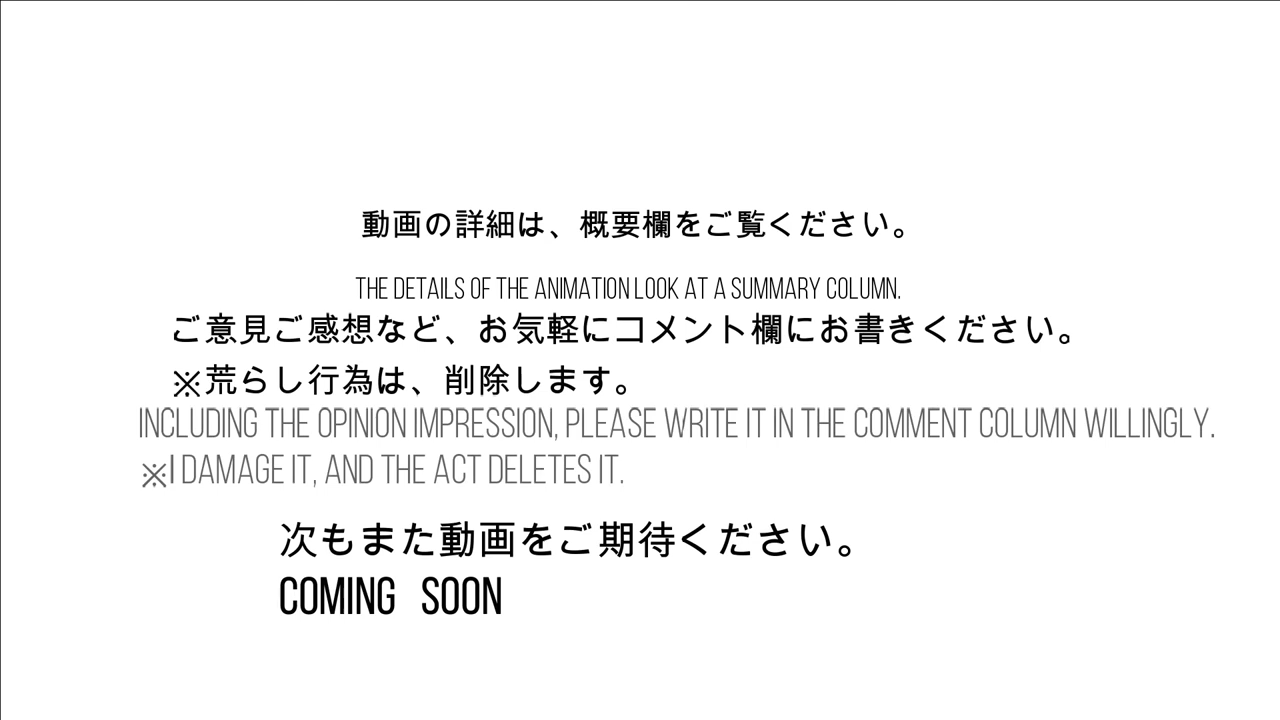 動画の詳細は、概要欄をご覧ください。
THE DETAILS OF THE ANIMATION LOOK AT A SUMMARY COLUMN.
ご意見ご感想など、お気軽にコメント欄にお書きください。
※荒らし行為は、削除します。
INCLUDING THE OPINION IMPRESSION, PLEASE WRITE IT IN THE COMMENT COLUMN WILLINGLY.
※I DAMAGE IT, AND THE ACT DELETES IT.
次もまた動画をご期待ください。
COMING SOON